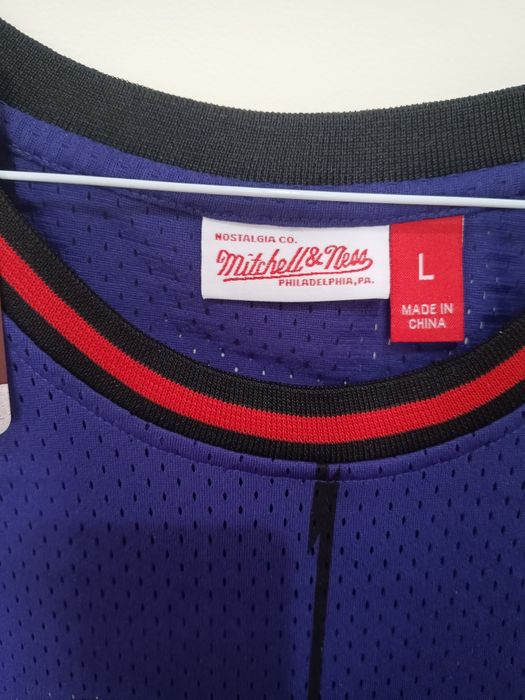 NOSTALGIA CO.
Mitchell & Ness
PHILADELPHIA, PA.
L
MADE IN
CHINA